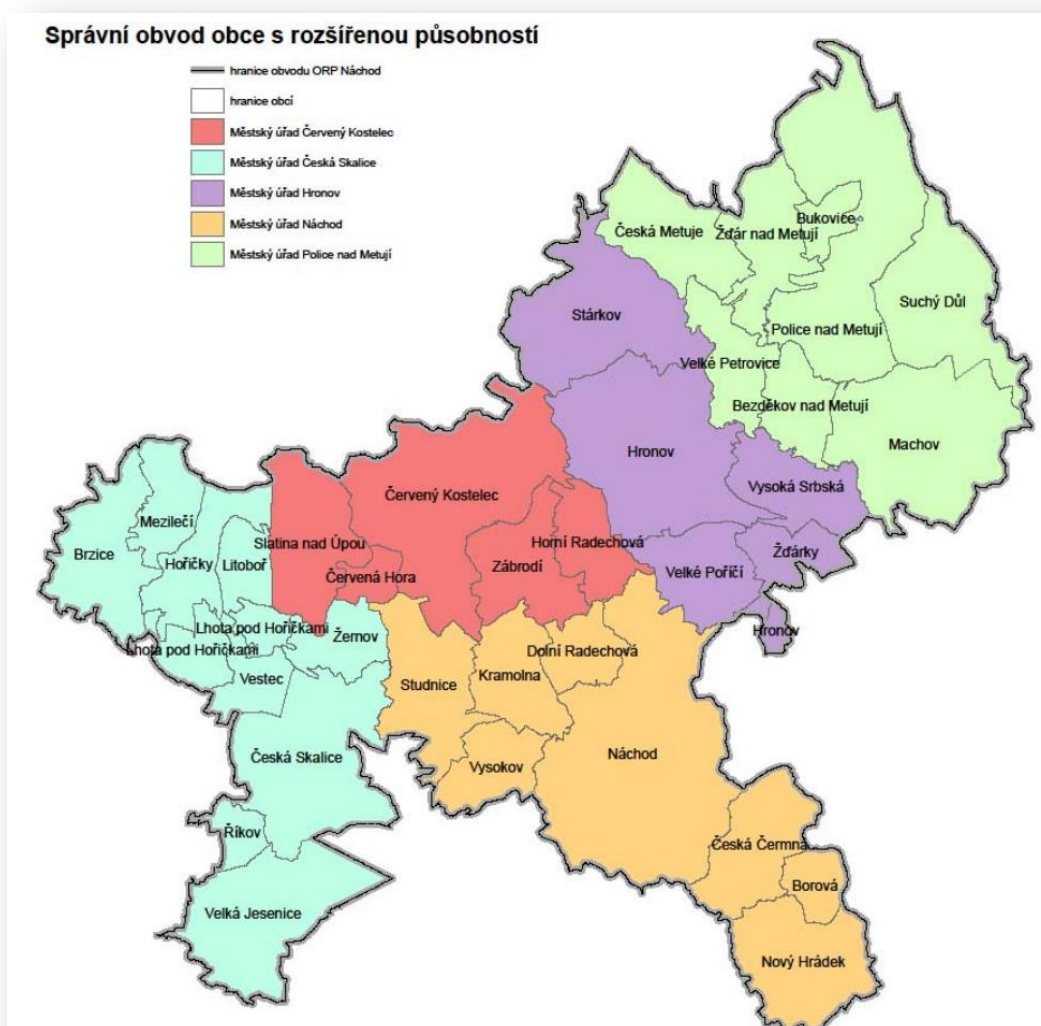 Správní obvod obce s rozšířenou působností
hranice obvodu ORP Náchod
hranice obcí
Městský úřad Červený Kostelec
Městský úřad Česká Skalice
Městský úřad Hronov
Městský úřad Náchod
Městský úřad Police nad Metují
Bukovice
Česká Metuje
Žďár nad Metují
Suchý Důl
Stárkov
Police nad Metují
Velké Petrovice
Bezděkov nad Metují
Machov
Hronov
Vysoká Srbská
Červený Kostelec
Mezilečí
Brzice
Hořičky
Litoboř
Slatina nad Úpou
Horní Radechová
Žďárky
Zábrodí
Velké Poříčí
Červená Hora
Lhota pod Hořičkami
Žernov
Hronov
Lhota pod Hořičkami
Dolní Radechová
Vestec
Studnice
Kramolna
Česká Skalice
Náchod
Vysokov
Říkov
Česká Čermná
Borová
Velká Jesenice
Nový Hrádek